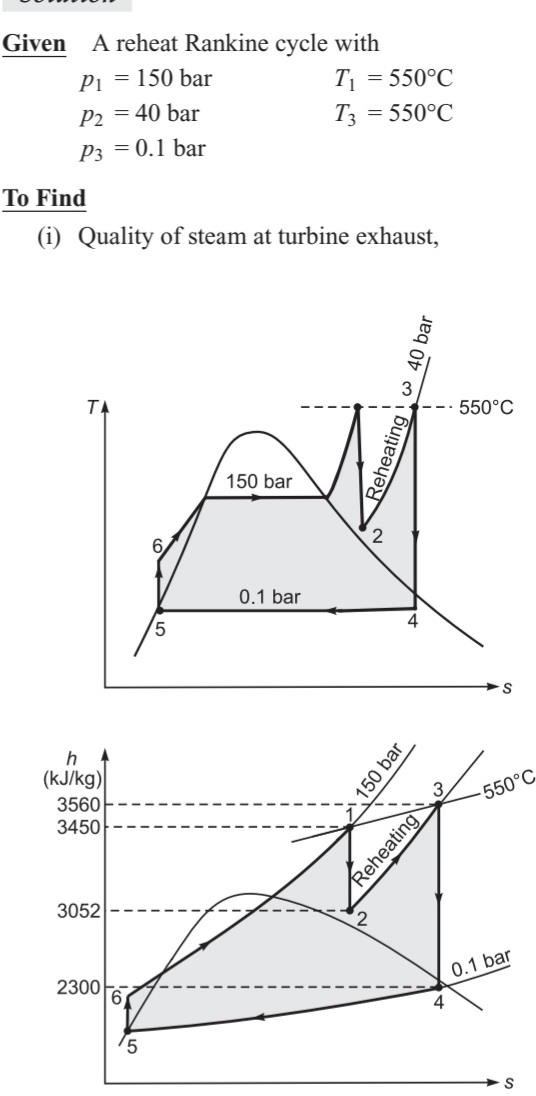 Given A reheat Rankine cycle with
p1 = 150 bar T1 = 550°C
p2 = 40 bar T3 = 550°C
p3 = 0.1 bar
To Find
(i) Quality of steam at turbine exhaust,
40 bar
T
3
550°C
Reheating
150 bar
2
6
0.1 bar
5
4
s
h
(kJ/kg)
150 bar
3560
3
550°C
3450
1
Reheating
3052
2
0.1 bar
2300
6
4
5
s